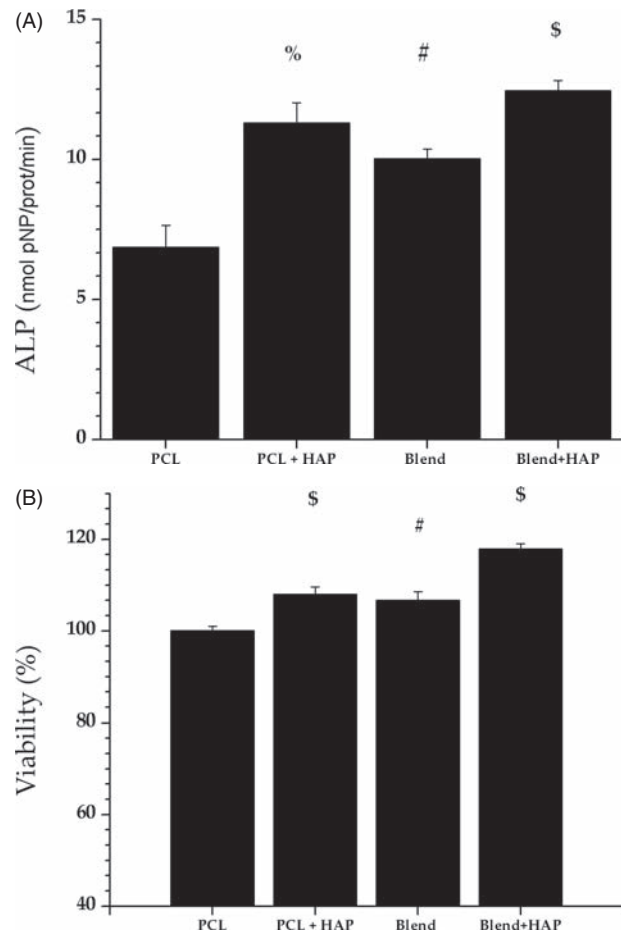 (A)
15
10
5
0
ALP (nmol pNP/prot/min)
%
#
$
PCL
PCL + HAP
Blend
Blend+HAP
(B)
120
100
80
60
40
Viability (%)
$
#
$
PCL
PCL + HAP
Blend
Blend+HAP